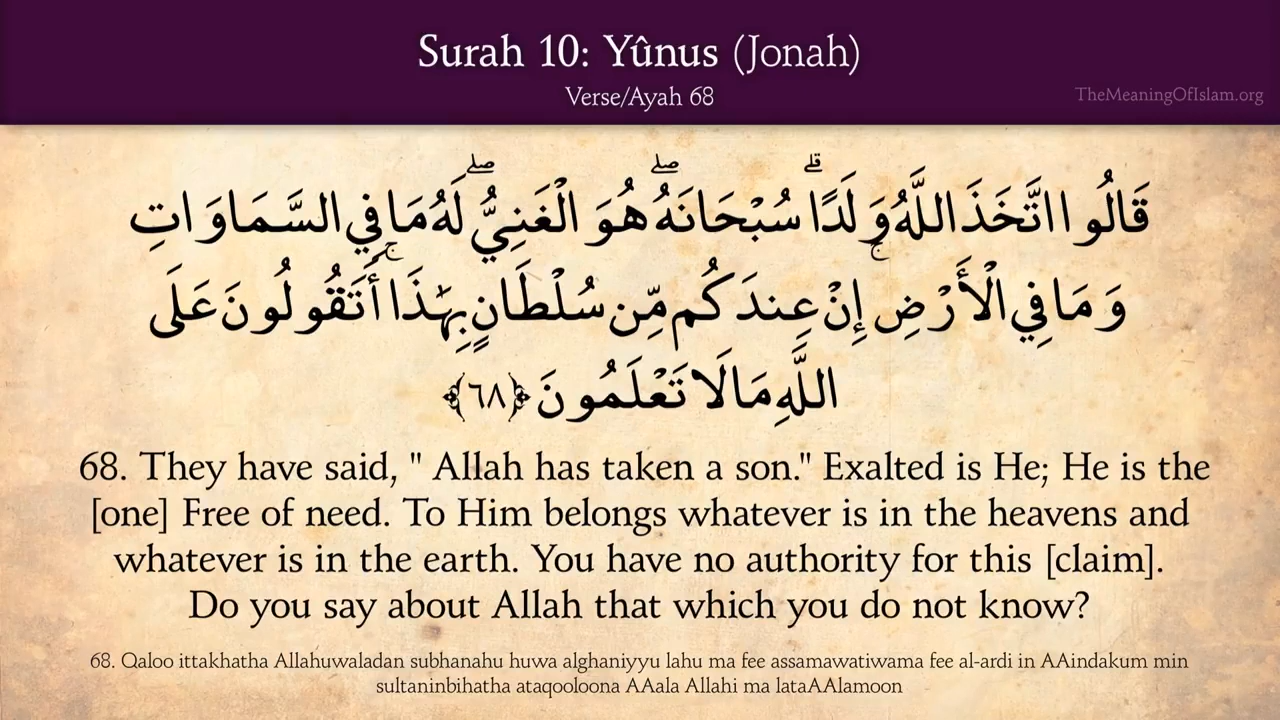 Surah 10: Yûnus (Jonah)
Verse/Ayah 68
TheMeaningOfIslam.org
قَالُوا اتَّخَذَ اللَّهُ وَلَدًا ۗ سُبْحَانَهُ ۖ هُوَ الْغَنِيُّ ۖ لَهُ مَا فِي السَّمَاوَاتِ
وَمَا فِي الْأَرْضِ ۚ إِنْ عِندَكُم مِّن سُلْطَانٍ بِهَٰذَا ۚ أَتَقُولُونَ عَلَى
اللَّهِ مَا لَا تَعْلَمُونَ ﴿٦٨﴾
68. They have said, " Allah has taken a son." Exalted is He; He is the
[one] Free of need. To Him belongs whatever is in the heavens and
whatever is in the earth. You have no authority for this [claim].
Do you say about Allah that which you do not know?
68. Qaloo ittakhatha Allahuwaladan subhanahu huwa alghaniyyu lahu ma fee assamawatiwama fee al-ardi in AAindakum min
sultaninbihatha ataqooloona AAala Allahi ma lataAAlamoon